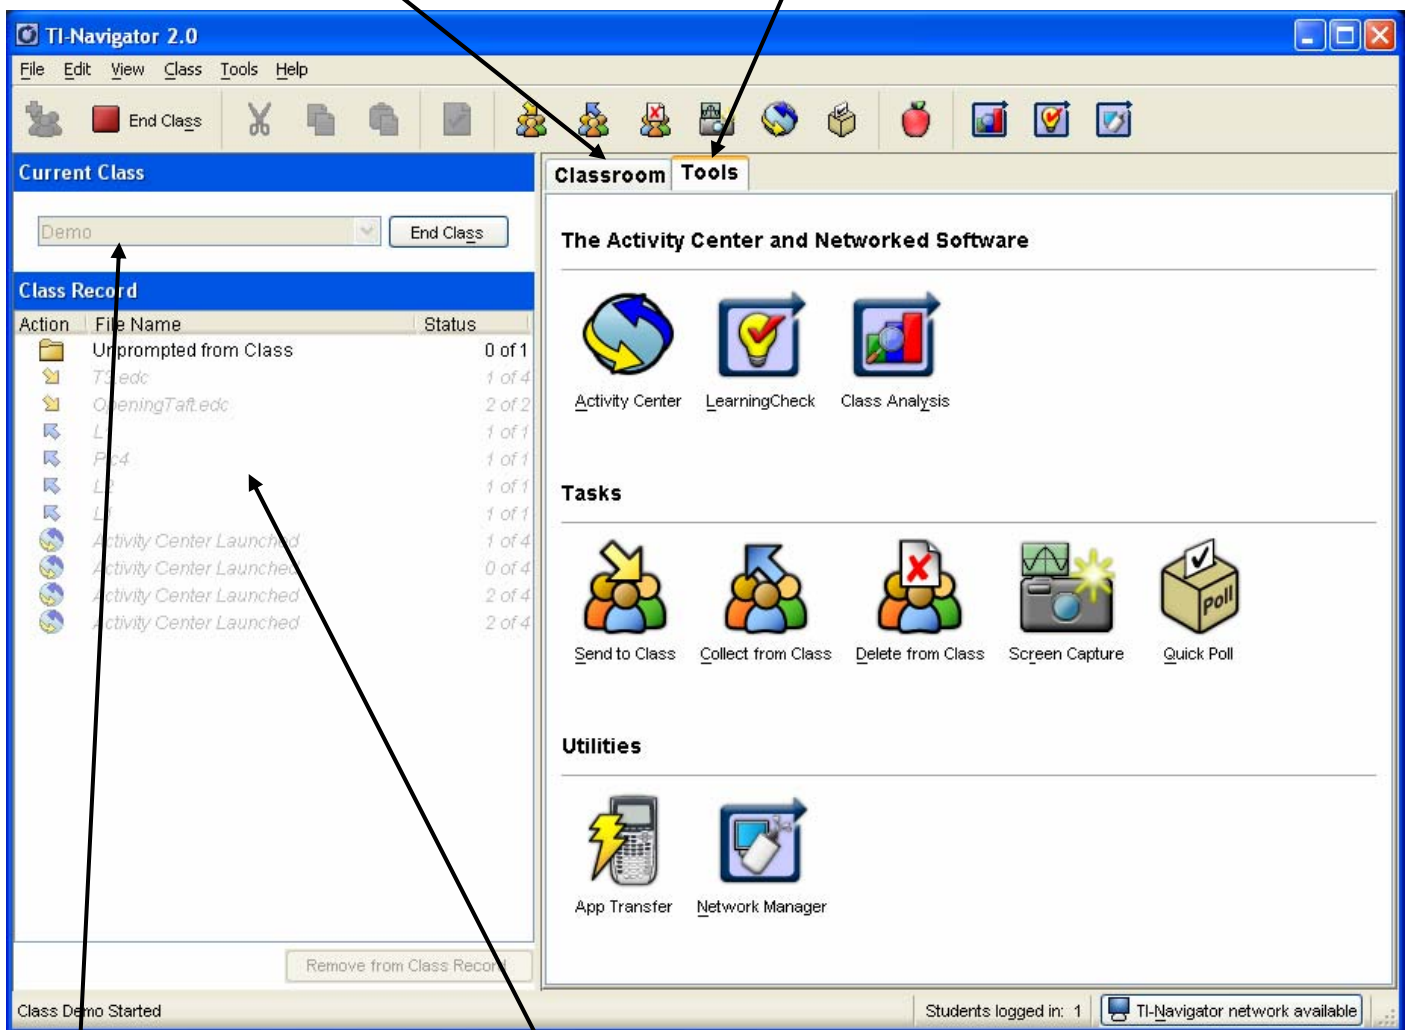 TI-Navigator 2.0
File Edit View Class Tools Help
End Class
Current Class
Demo End Class
Class Record
Action File Name Status
Unprompted from Class 0 of 1
1 of 4
OpeningTaft.edc 2 of 2
1 of 1
Pic4 1 of 1
L2 1 of 1
1 of 1
Activity Center Launched 1 of 4
Activity Center Launched 0 of 4
Activity Center Launched 2 of 4
Activity Center Launched 2 of 4
Remove from Class Record
Classroom Tools
The Activity Center and Networked Software
Activity Center LearningCheck Class Analysis
Tasks
Poll
Send to Class Collect from Class Delete from Class Screen Capture Quick Poll
Utilities
App Transfer Network Manager
Class Demo Started Students logged in: 1 TI-Navigator network available